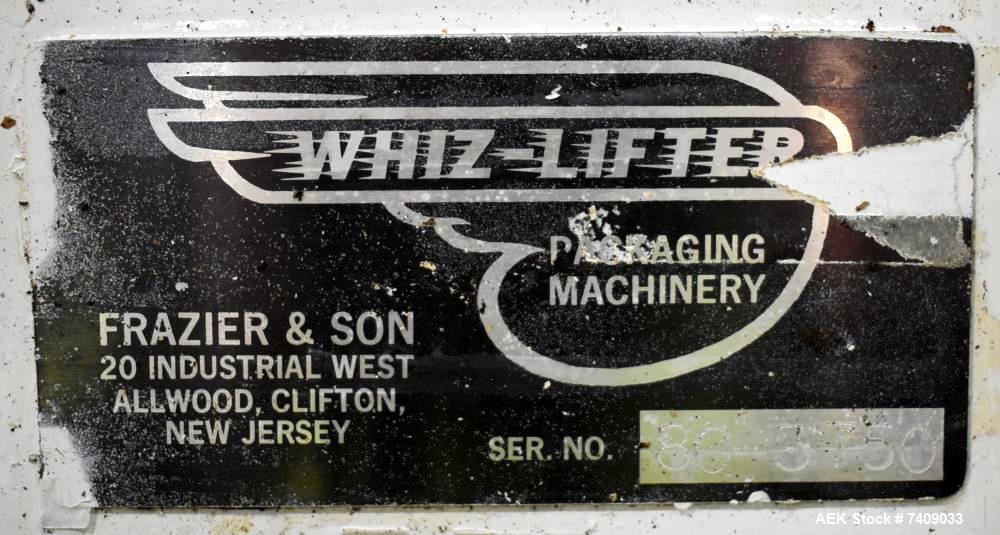 WHIZ-LIFTER
PACKAGING
MACHINERY
FRAZIER & SON
20 INDUSTRIAL WEST
ALLWOOD, CLIFTON,
NEW JERSEY
SER. NO.
AEK Stock # 7409033